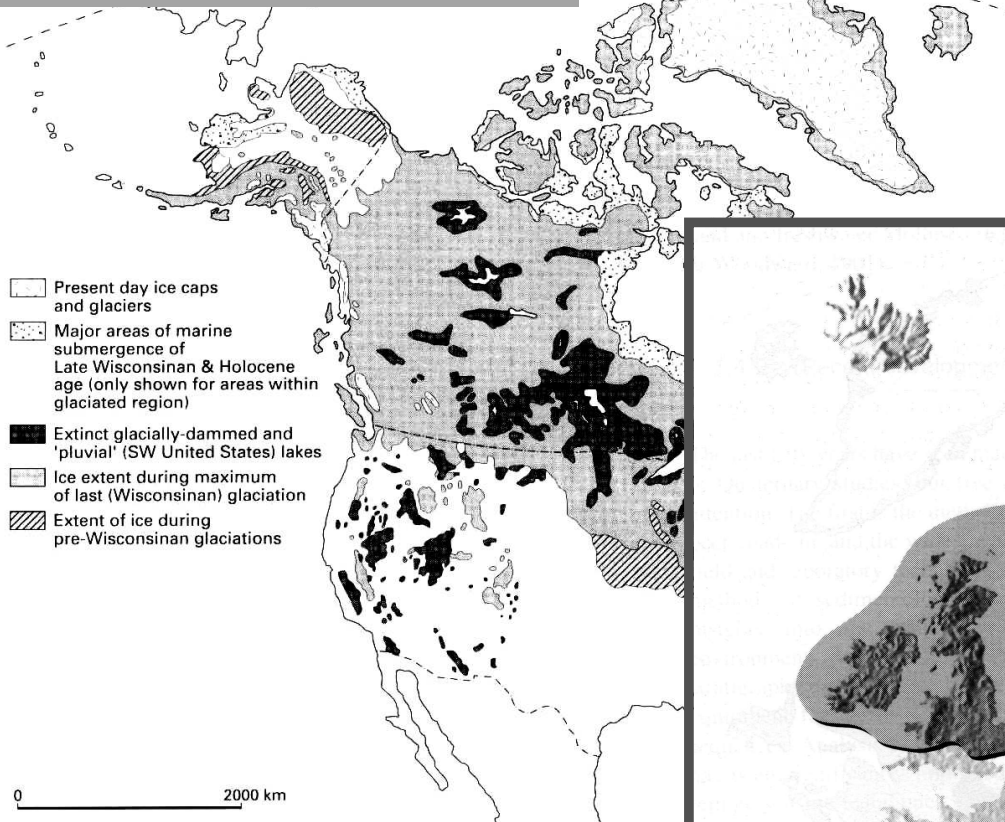 Present day ice caps
and glaciers
Major areas of marine
submergence of
Late Wisconsinan & Holocene
age (only shown for areas within
glaciated region)
Extinct glacially-dammed and
'pluvial' (SW United States) lakes
Ice extent during maximum
of last (Wisconsinan) glaciation
Extent of ice during
pre-Wisconsinan glaciations
0 2000 km